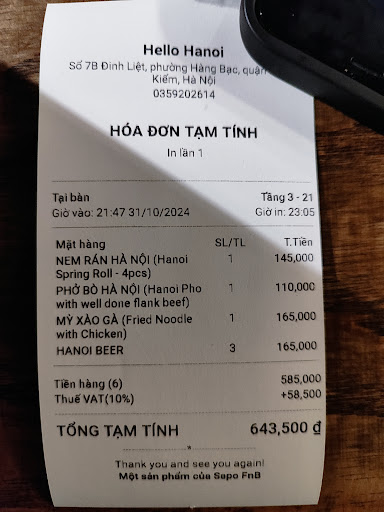 Hello Hanoi
Số 7B Đinh Liệt, phường Hàng Bạc, quận
Kiếm, Hà Nội
0359202614
HÓA ĐƠN TẠM TÍNH
In lần 1
Tại bàn Tầng 3 - 21
Giờ vào: 21:47 31/10/2024 Giờ in: 23:05
Mặt hàng SL/TL T.Tiền
NEM RÁN HÀ NỘI (Hanoi 1 145,000
Spring Roll - 4pcs)
PHỞ BÒ HÀ NỘI (Hanoi Pho 1 110,000
with well done flank beef)
MỲ XÀO GÀ (Fried Noodle 1 165,000
with Chicken)
HANOI BEER 3 165,000
Tiền hàng (6) 585,000
Thuế VAT(10%) +58,500
TỔNG TẠM TÍNH 643,500 ₫
Thank you and see you again!
Một sản phẩm của Sapo FnB